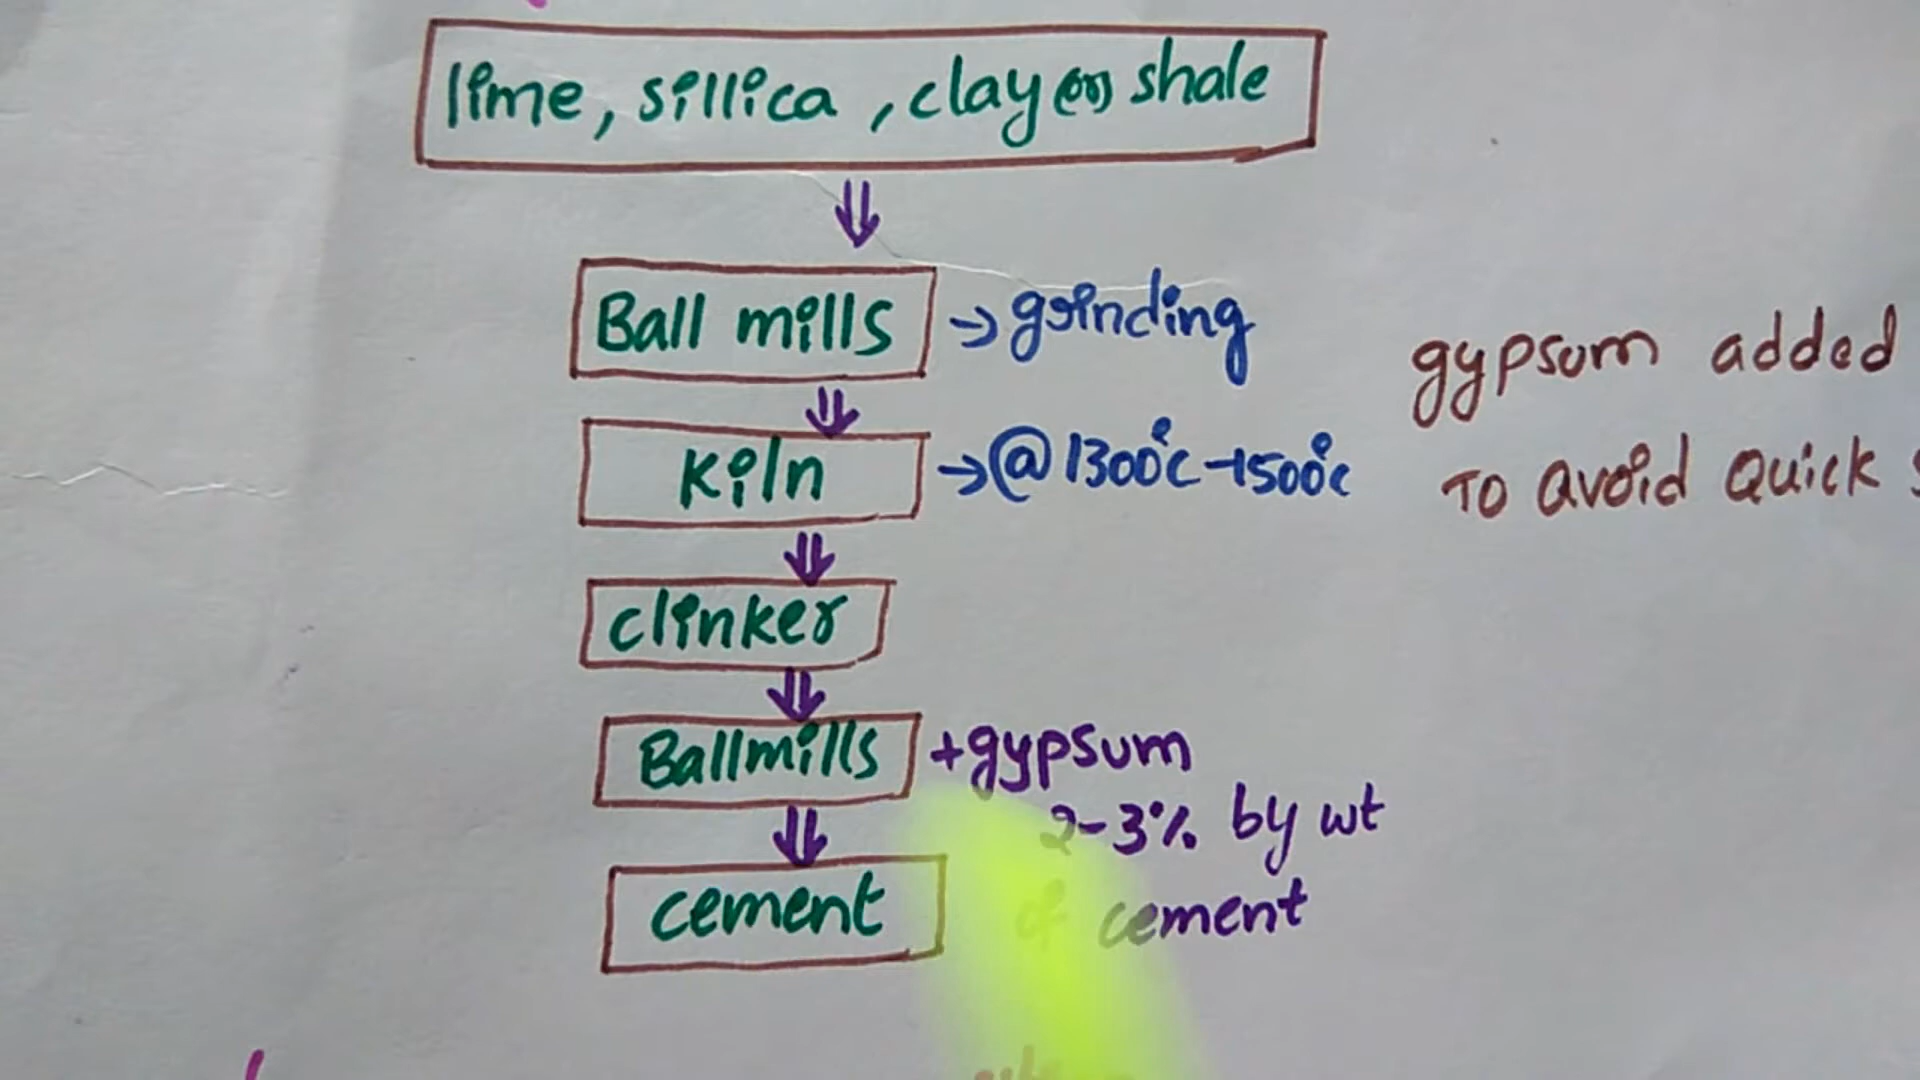 lime, sillica, clay (or) shale
Ball mills → grinding
Kiln → @ 1300°c - 1500°c
clinker
Ballmills + gypsum
2-3% by wt
of cement
cement
gypsum added
To avoid Quick